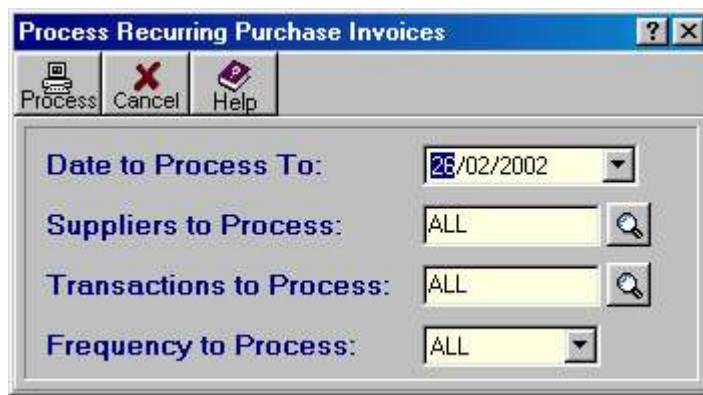 Process Recurring Purchase Invoices
Process Cancel Help
Date to Process To: 26/02/2002
Suppliers to Process: ALL
Transactions to Process: ALL
Frequency to Process: ALL